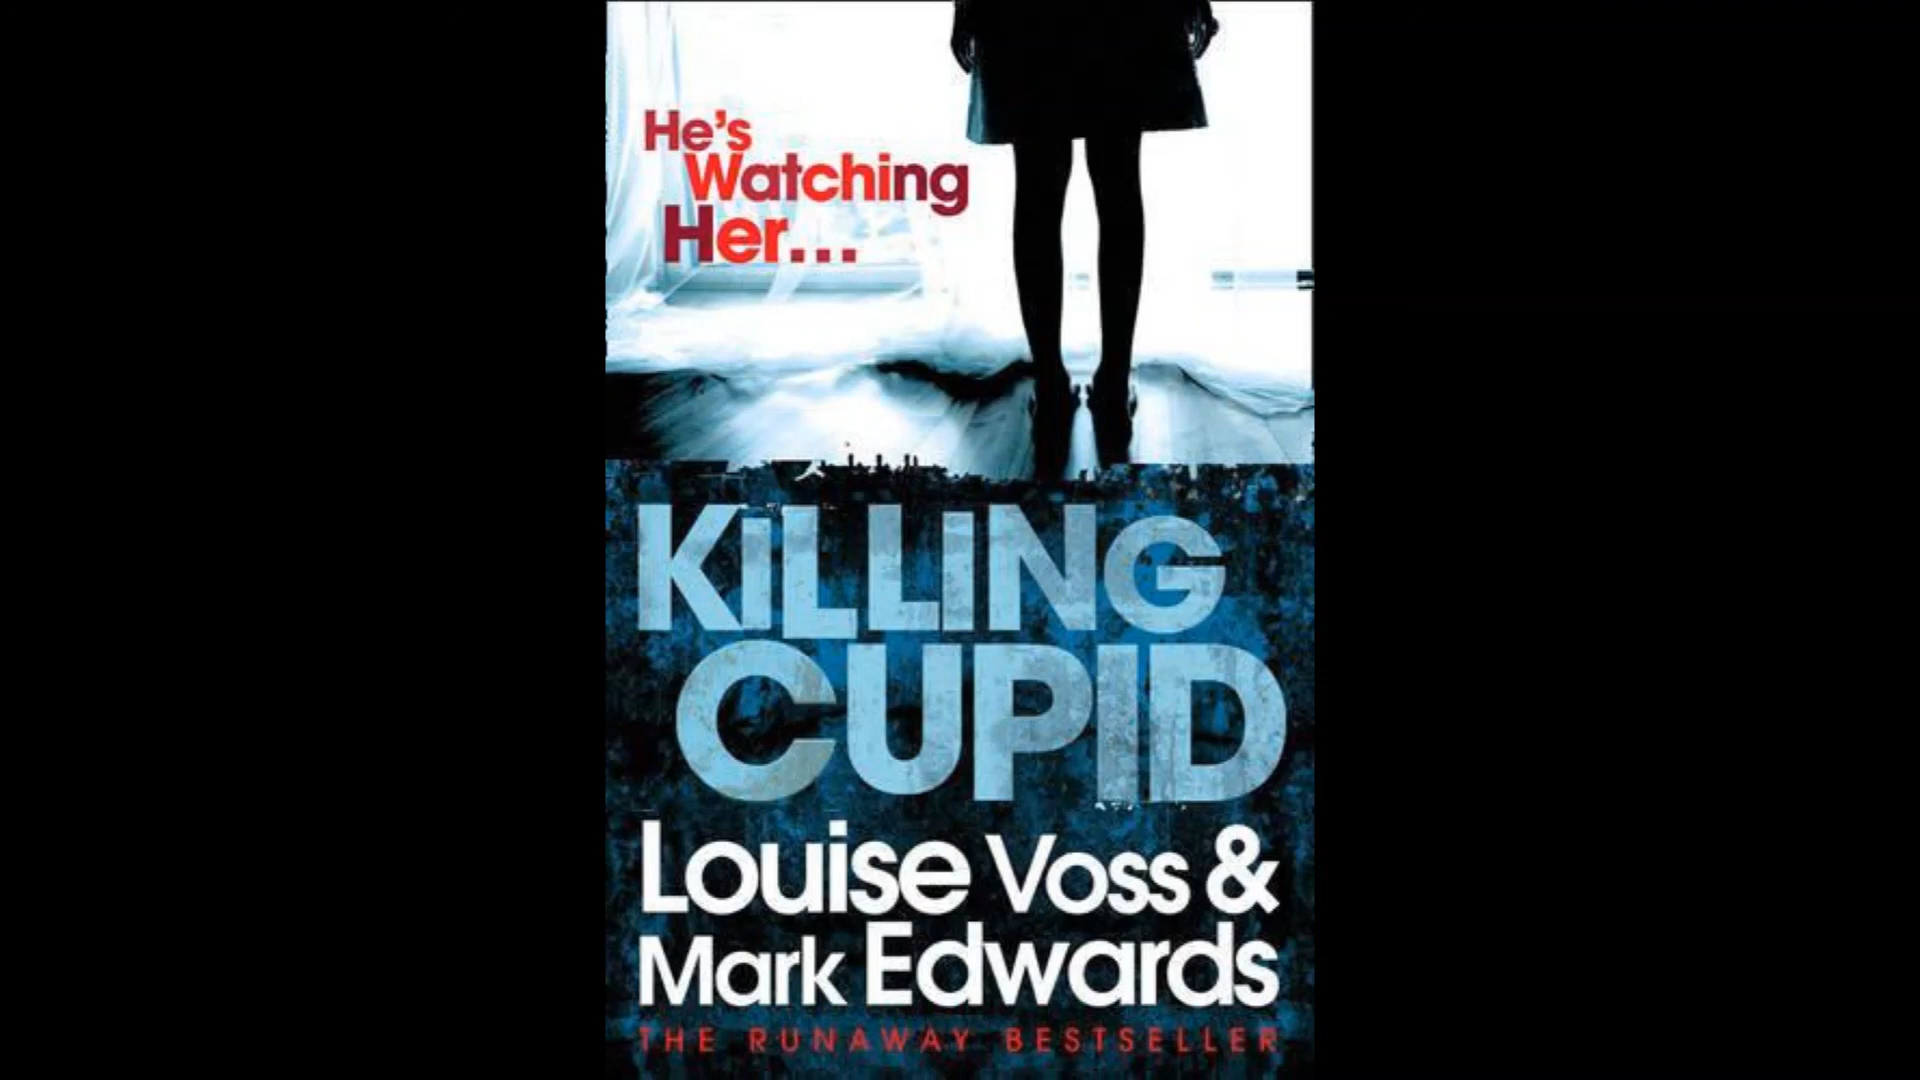 He's
Watching
Her...
KiLLING
CUPID
Louise Voss &
Mark Edwards
THE RUNAWAY BESTSELLER